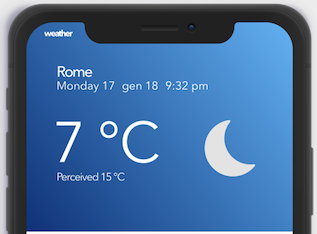 weather
Rome
Monday 17 gen 18 9:32 pm
7 °C
Perceived 15 °C